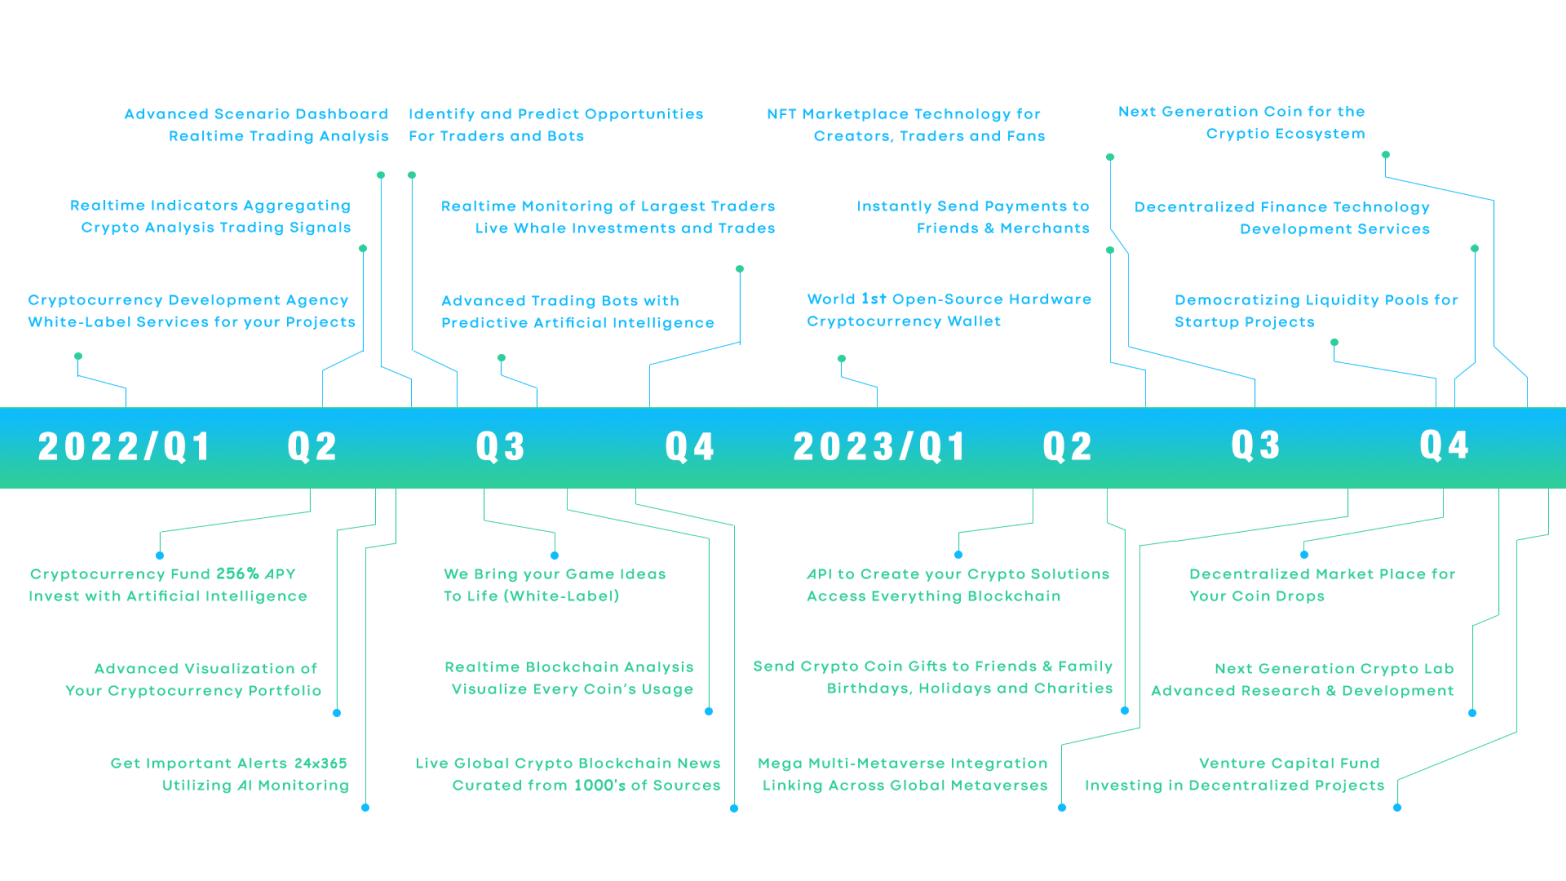 Advanced Scenario Dashboard
Realtime Trading Analysis
Identify and Predict Opportunities
For Traders and Bots
NFT Marketplace Technology for
Creators, Traders and Fans
Next Generation Coin for the
Cryptio Ecosystem
Realtime Indicators Aggregating
Crypto Analysis Trading Signals
Realtime Monitoring of Largest Traders
Live Whale Investments and Trades
Instantly Send Payments to
Friends & Merchants
Decentralized Finance Technology
Development Services
Cryptocurrency Development Agency
White-Label Services for your Projects
Advanced Trading Bots with
Predictive Artificial Intelligence
World 1st Open-Source Hardware
Cryptocurrency Wallet
Democratizing Liquidity Pools for
Startup Projects
2022/Q1
Q2
Q3
Q4
2023/Q1
Q2
Q3
Q4
Cryptocurrency Fund 256% APY
Invest with Artificial Intelligence
We Bring your Game Ideas
To Life (White-Label)
API to Create your Crypto Solutions
Access Everything Blockchain
Decentralized Market Place for
Your Coin Drops
Advanced Visualization of
Your Cryptocurrency Portfolio
Realtime Blockchain Analysis
Visualize Every Coin's Usage
Send Crypto Coin Gifts to Friends & Family
Birthdays, Holidays and Charities
Next Generation Crypto Lab
Advanced Research & Development
Get Important Alerts 24x365
Utilizing AI Monitoring
Live Global Crypto Blockchain News
Curated from 1000's of Sources
Mega Multi-Metaverse Integration
Linking Across Global Metaverses
Venture Capital Fund
Investing in Decentralized Projects